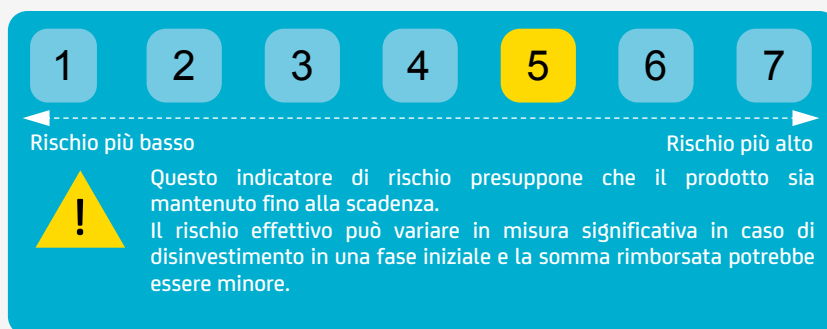 1 2 3 4 5 6 7
Rischio più basso Rischio più alto
! 
Questo indicatore di rischio presuppone che il prodotto sia
mantenuto fino alla scadenza.
Il rischio effettivo può variare in misura significativa in caso di
disinvestimento in una fase iniziale e la somma rimborsata potrebbe
essere minore.